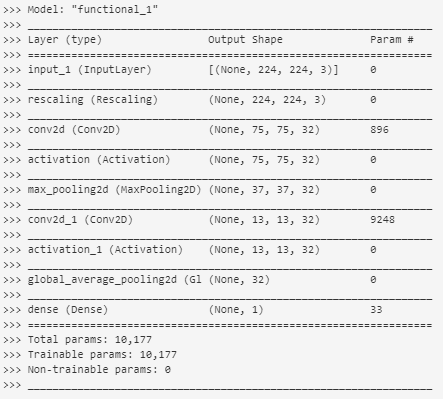 >>> Model: "functional_1"
>>> _________________________________________________________________
>>> Layer (type)                 Output Shape              Param #
>>> =================================================================
>>> input_1 (InputLayer)         [(None, 224, 224, 3)]     0
>>> _________________________________________________________________
>>> rescaling (Rescaling)        (None, 224, 224, 3)       0
>>> _________________________________________________________________
>>> conv2d (Conv2D)              (None, 75, 75, 32)        896
>>> _________________________________________________________________
>>> activation (Activation)      (None, 75, 75, 32)        0
>>> _________________________________________________________________
>>> max_pooling2d (MaxPooling2D) (None, 37, 37, 32)        0
>>> _________________________________________________________________
>>> conv2d_1 (Conv2D)            (None, 13, 13, 32)        9248
>>> _________________________________________________________________
>>> activation_1 (Activation)    (None, 13, 13, 32)        0
>>> _________________________________________________________________
>>> global_average_pooling2d (Gl (None, 32)                0
>>> _________________________________________________________________
>>> dense (Dense)                (None, 1)                 33
>>> =================================================================
>>> Total params: 10,177
>>> Trainable params: 10,177
>>> Non-trainable params: 0
>>> _________________________________________________________________